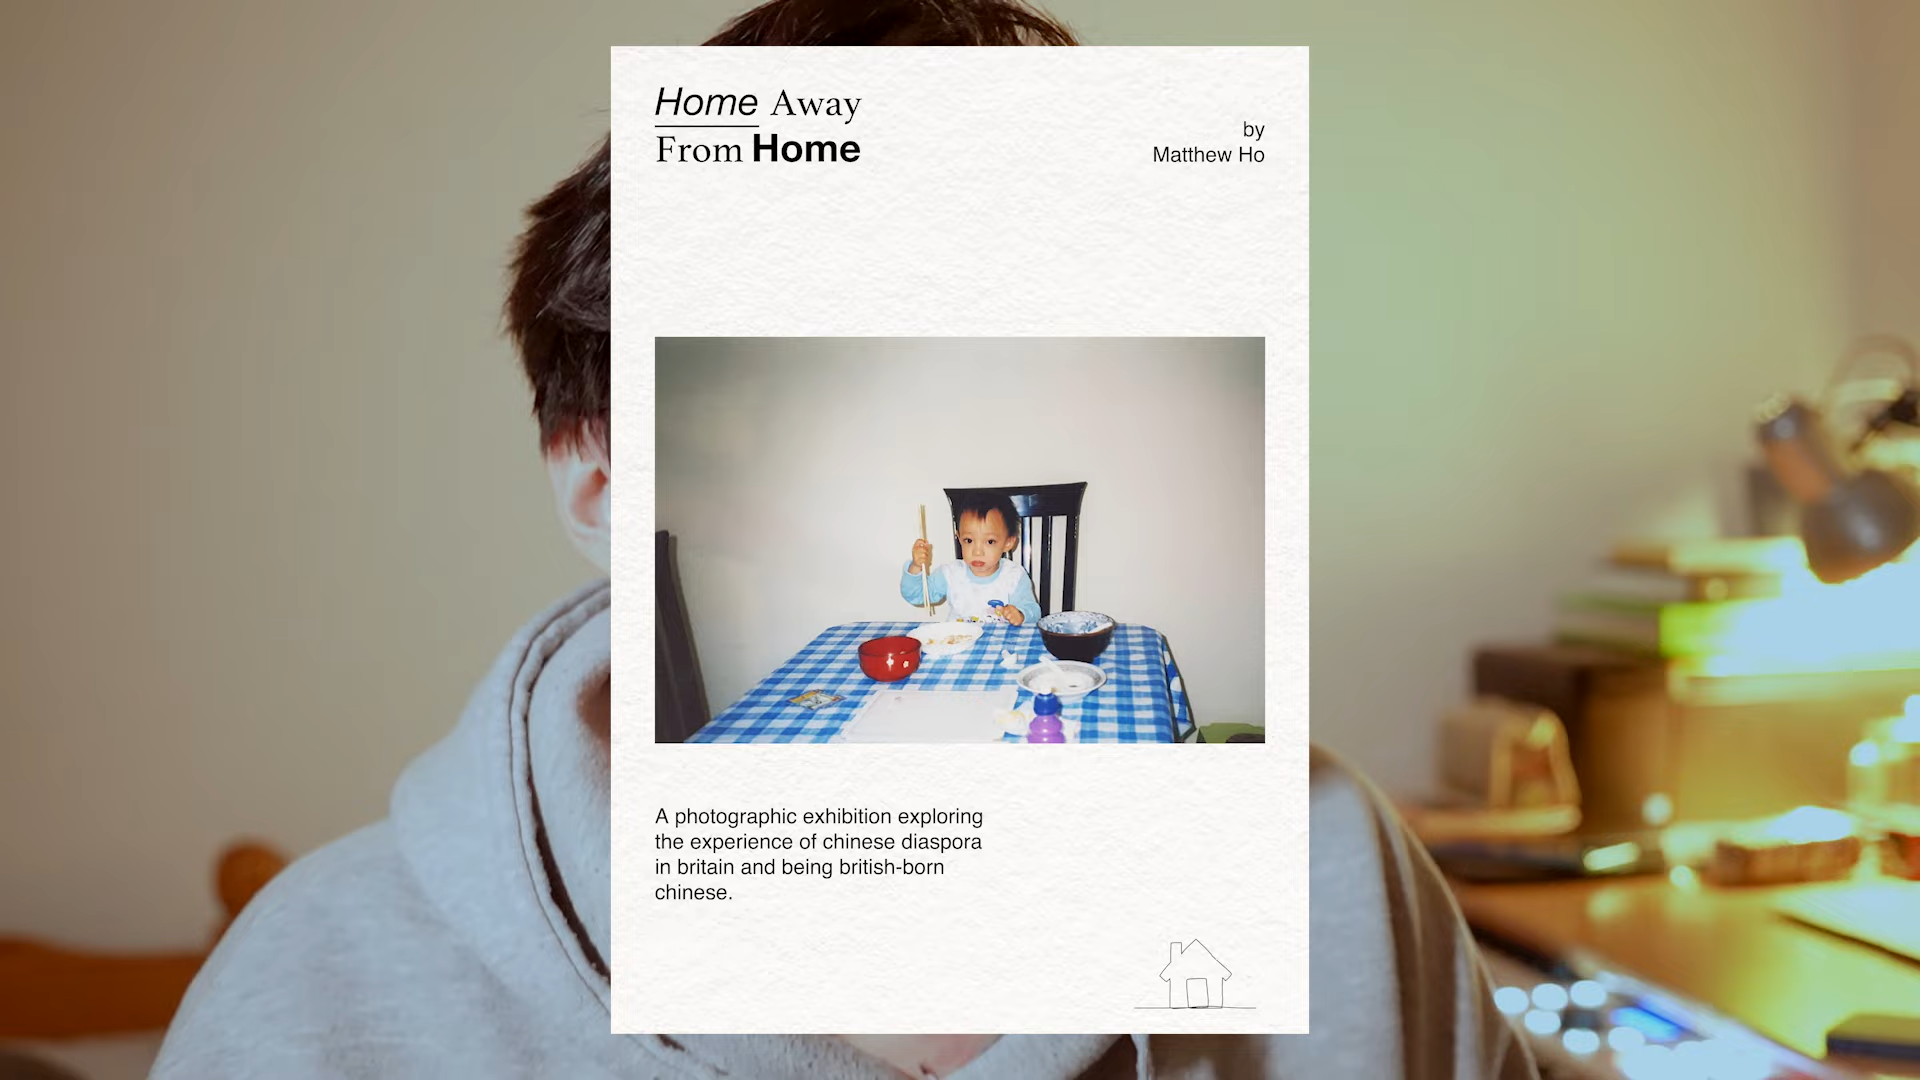 Home Away
From Home
by
Matthew Ho
A photographic exhibition exploring
the experience of chinese diaspora
in britain and being british-born
chinese.